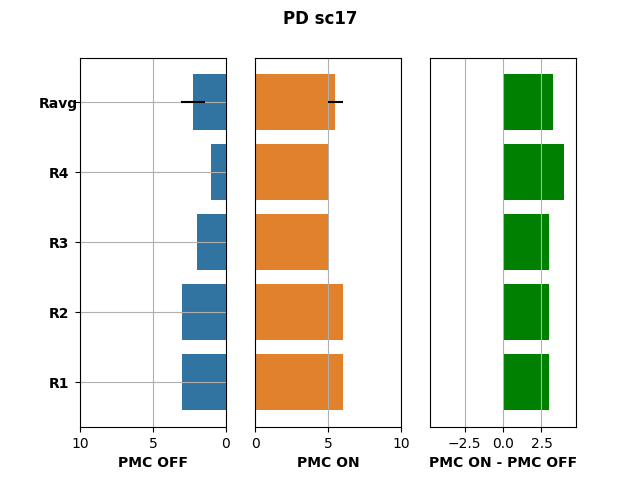 PD sc17
Ravg
R4
R3
R2
R1
10 5 0
0 5 10
−2.5 0.0 2.5
PMC OFF
PMC ON
PMC ON - PMC OFF